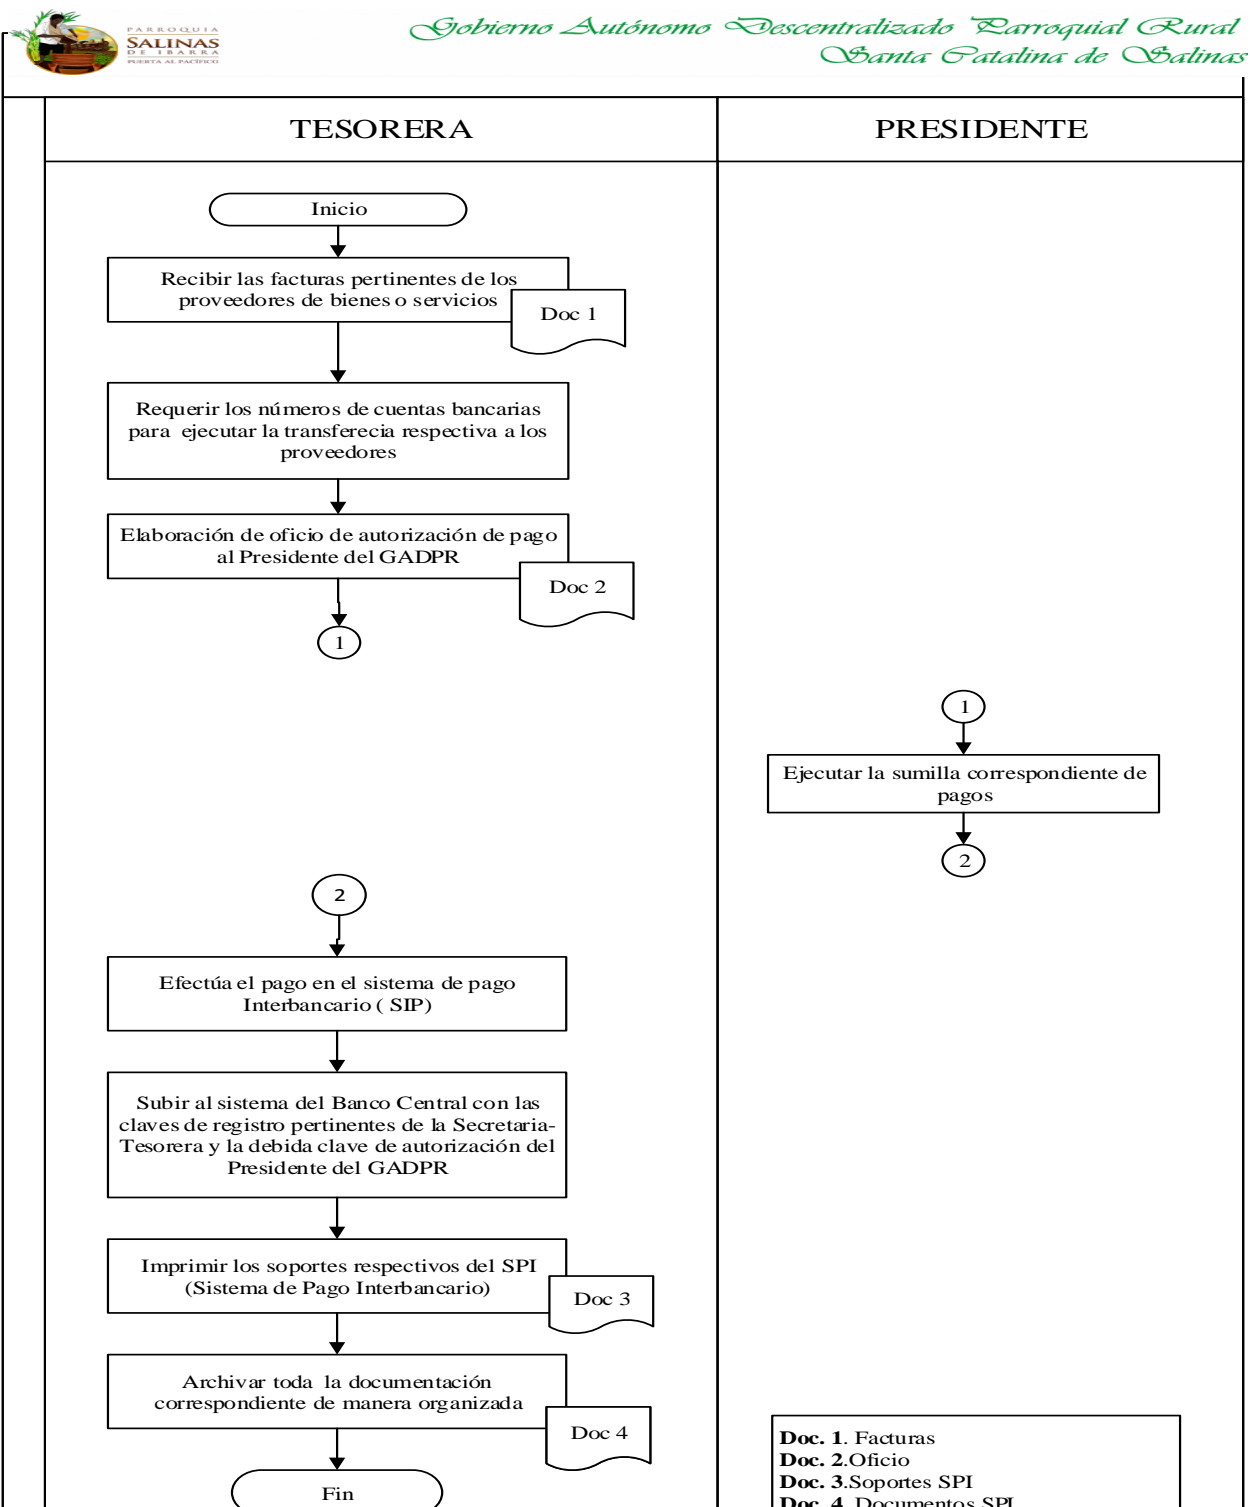 PARROQUIA
SALINAS
DE IBARRA
PUERTA AL PACÍFICO
Gobierno Autónomo Descentralizado Parroquial Rural
Santa Catalina de Salinas
TESORERA
PRESIDENTE
Inicio
Recibir las facturas pertinentes de los
proveedores de bienes o servicios
Doc 1
Requerir los números de cuentas bancarias
para ejecutar la transferecia respectiva a los
proveedores
Elaboración de oficio de autorización de pago
al Presidente del GADPR
Doc 2
1
1
Ejecutar la sumilla correspondiente de
pagos
2
2
Efectúa el pago en el sistema de pago
Interbancario ( SIP)
Subir al sistema del Banco Central con las
claves de registro pertinentes de la Secretaria-
Tesorera y la debida clave de autorización del
Presidente del GADPR
Imprimir los soportes respectivos del SPI
(Sistema de Pago Interbancario)
Doc 3
Archivar toda la documentación
correspondiente de manera organizada
Doc 4
Fin
Doc. 1. Facturas
Doc. 2.Oficio
Doc. 3.Soportes SPI
Doc. 4. Documentos SPI